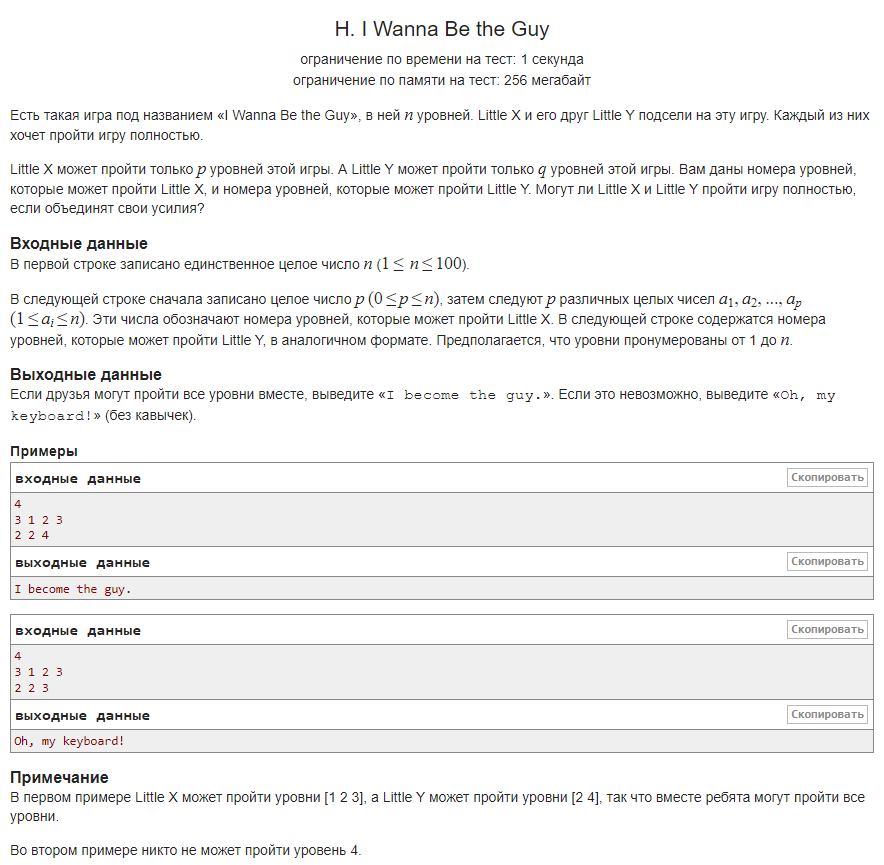 H. I Wanna Be the Guy
ограничение по времени на тест: 1 секунда
ограничение по памяти на тест: 256 мегабайт
Есть такая игра под названием «I Wanna Be the Guy», в ней n уровней. Little X и его друг Little Y подсели на эту игру. Каждый из них
хочет пройти игру полностью.
Little X может пройти только p уровней этой игры. А Little Y может пройти только q уровней этой игры. Вам даны номера уровней,
которые может пройти Little X, и номера уровней, которые может пройти Little Y. Могут ли Little X и Little Y пройти игру полностью,
если объединят свои усилия?
Входные данные
В первой строке записано единственное целое число n (1 ≤ n ≤ 100).
В следующей строке сначала записано целое число p (0 ≤ p ≤ n), затем следуют p различных целых чисел a₁, a₂, ..., aₚ
(1 ≤ aᵢ ≤ n). Эти числа обозначают номера уровней, которые может пройти Little X. В следующей строке содержатся номера
уровней, которые может пройти Little Y, в аналогичном формате. Предполагается, что уровни пронумерованы от 1 до n.
Выходные данные
Если друзья могут пройти все уровни вместе, выведите «I become the guy.». Если это невозможно, выведите «Oh, my
keyboard!» (без кавычек).
Примеры
входные данные Скопировать
4
3 1 2 3
2 2 4
выходные данные Скопировать
I become the guy.
входные данные Скопировать
4
3 1 2 3
2 2 3
выходные данные Скопировать
Oh, my keyboard!
Примечание
В первом примере Little X может пройти уровни [1 2 3], а Little Y может пройти уровни [2 4], так что вместе ребята могут пройти все
уровни.
Во втором примере никто не может пройти уровень 4.